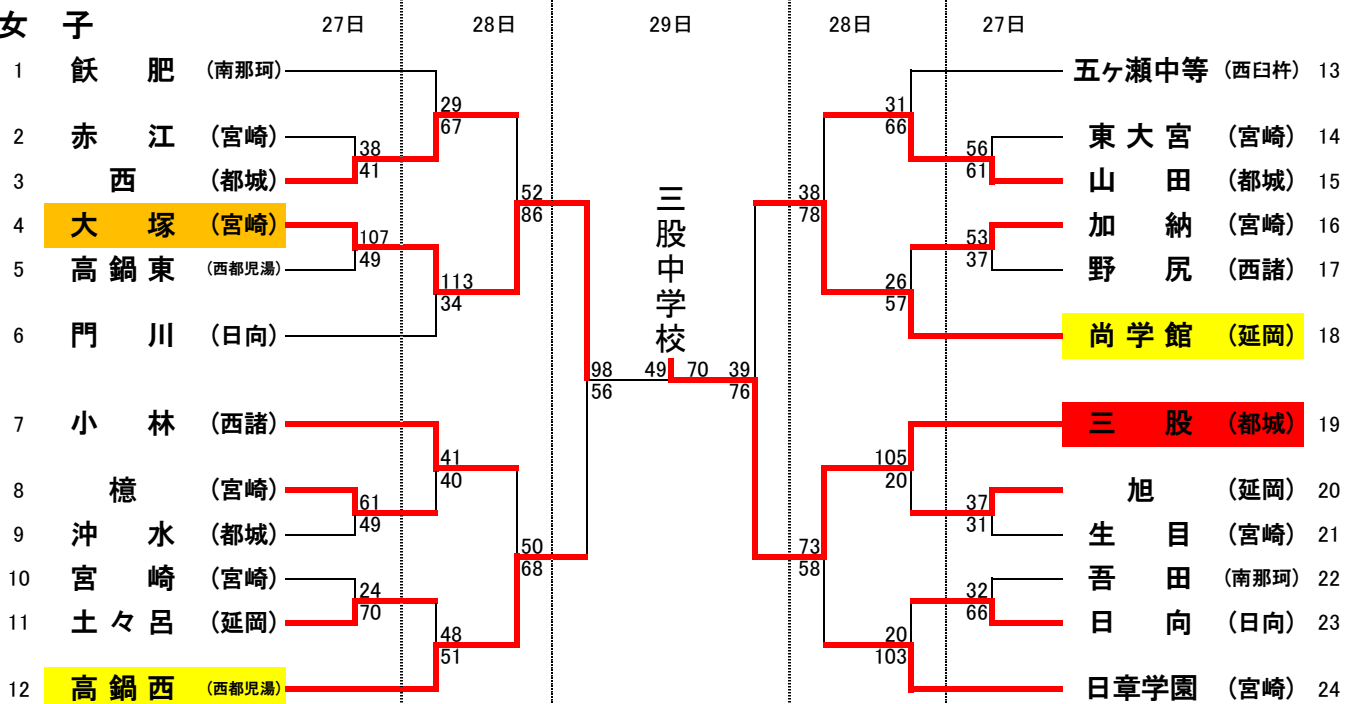 女 子
27日 28日 29日 28日 27日
1 飫 肥 (南那珂)
2 赤 江 (宮崎)
3 西 (都城)
4 大 塚 (宮崎)
5 高鍋東 (西都児湯)
6 門 川 (日向)
7 小 林 (西諸)
8 檍 (宮崎)
9 沖 水 (都城)
10 宮 崎 (宮崎)
11 土々呂 (延岡)
12 高鍋西 (西都児湯)
38
41
107
49
61
49
24
70
29
67
113
34
41
40
48
51
52
86
50
68
98
56
三股中学校
49 70
39
76
38
78
73
58
31
66
26
57
105
20
20
103
56
61
53
37
37
31
32
66
五ヶ瀬中等 (西臼杵) 13
東大宮 (宮崎) 14
山 田 (都城) 15
加 納 (宮崎) 16
野 尻 (西諸) 17
尚学館 (延岡) 18
三 股 (都城) 19
旭 (延岡) 20
生 目 (宮崎) 21
吾 田 (南那珂) 22
日 向 (日向) 23
日章学園 (宮崎) 24